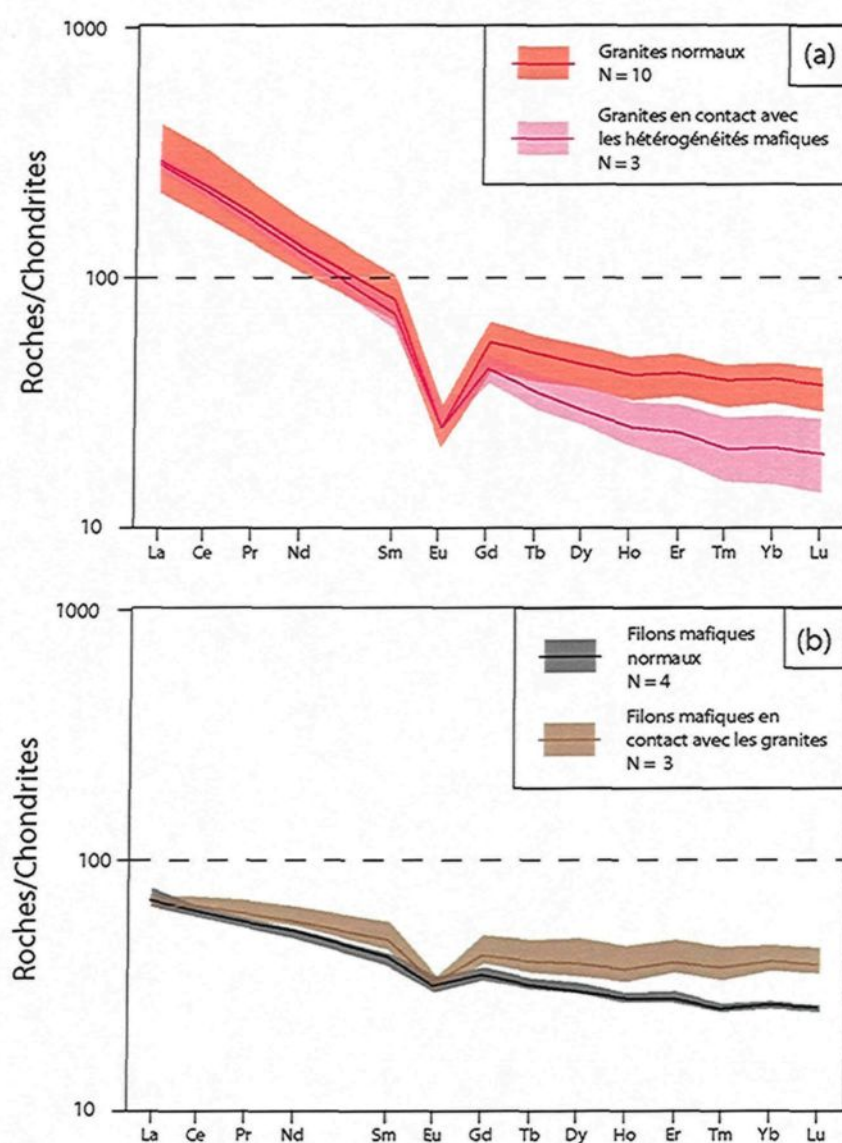 1000
(a)
Granites normaux
N = 10
Granites en contact avec
les hétérogénéités mafiques
N = 3
Roches/Chondrites
100
10
La Ce Pr Nd Sm Eu Gd Tb Dy Ho Er Tm Yb Lu
1000
(b)
Filons mafiques
normaux
N = 4
Filons mafiques en
contact avec les granites
N = 3
Roches/Chondrites
100
10
La Ce Pr Nd Sm Eu Gd Tb Dy Ho Er Tm Yb Lu